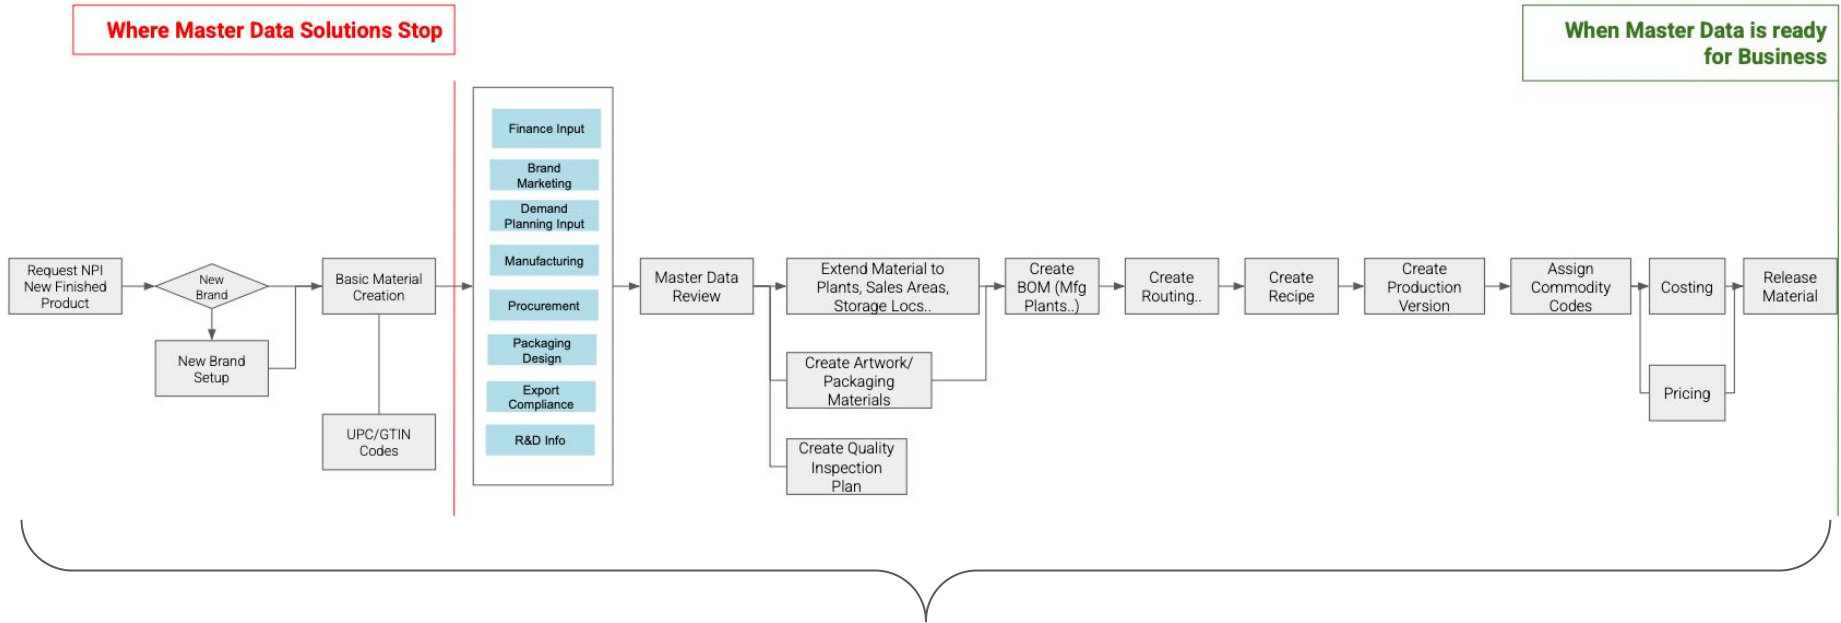 Where Master Data Solutions Stop
When Master Data is ready
for Business
Request NPI
New Finished
Product
New
Brand
New Brand
Setup
Basic Material
Creation
UPC/GTIN
Codes
Finance Input
Brand
Marketing
Demand
Planning Input
Manufacturing
Procurement
Packaging
Design
Export
Compliance
R&D Info
Master Data
Review
Extend Material to
Plants, Sales Areas,
Storage Locs..
Create Artwork/
Packaging
Materials
Create Quality
Inspection
Plan
Create
BOM (Mfg
Plants..)
Create
Routing..
Create
Recipe
Create
Production
Version
Assign
Commodity
Codes
Costing
Pricing
Release
Material